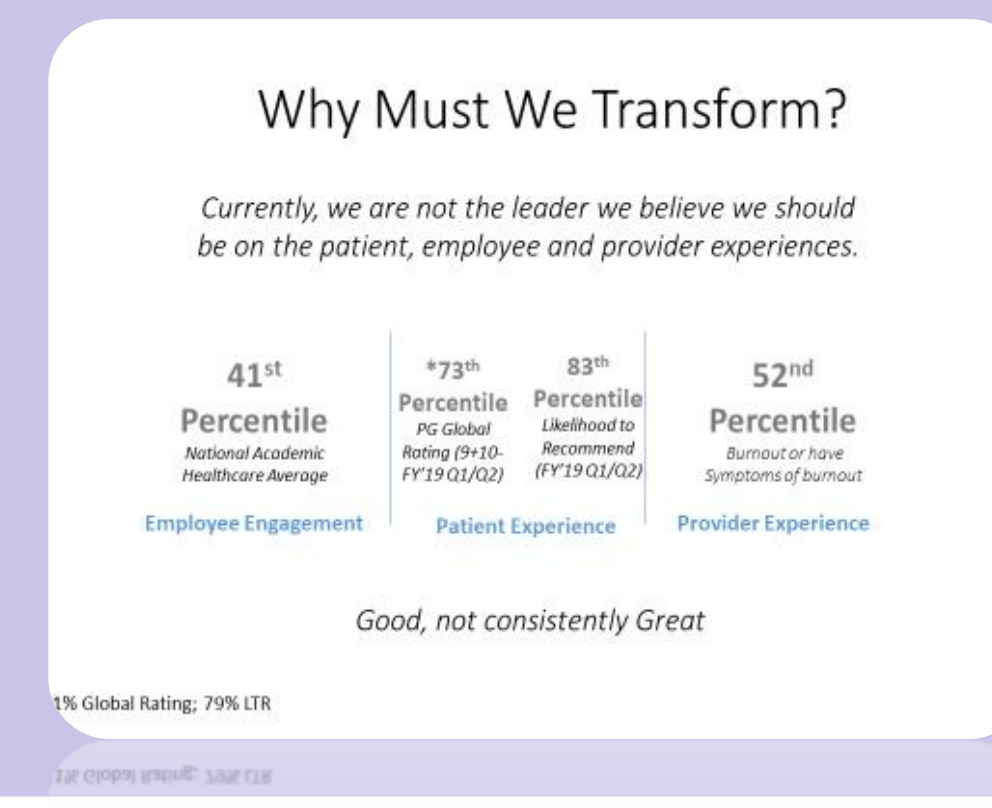 Why Must We Transform?
Currently, we are not the leader we believe we should
be on the patient, employee and provider experiences.
41st
Percentile
National Academic
Healthcare Average
Employee Engagement
*73th
Percentile
PG Global
Rating (9+10-
FY'19 Q1/Q2)
83th
Percentile
Likelihood to
Recommend
(FY'19 Q1/Q2)
Patient Experience
52nd
Percentile
Burnout or have
Symptoms of burnout
Provider Experience
Good, not consistently Great
1% Global Rating; 79% LTR